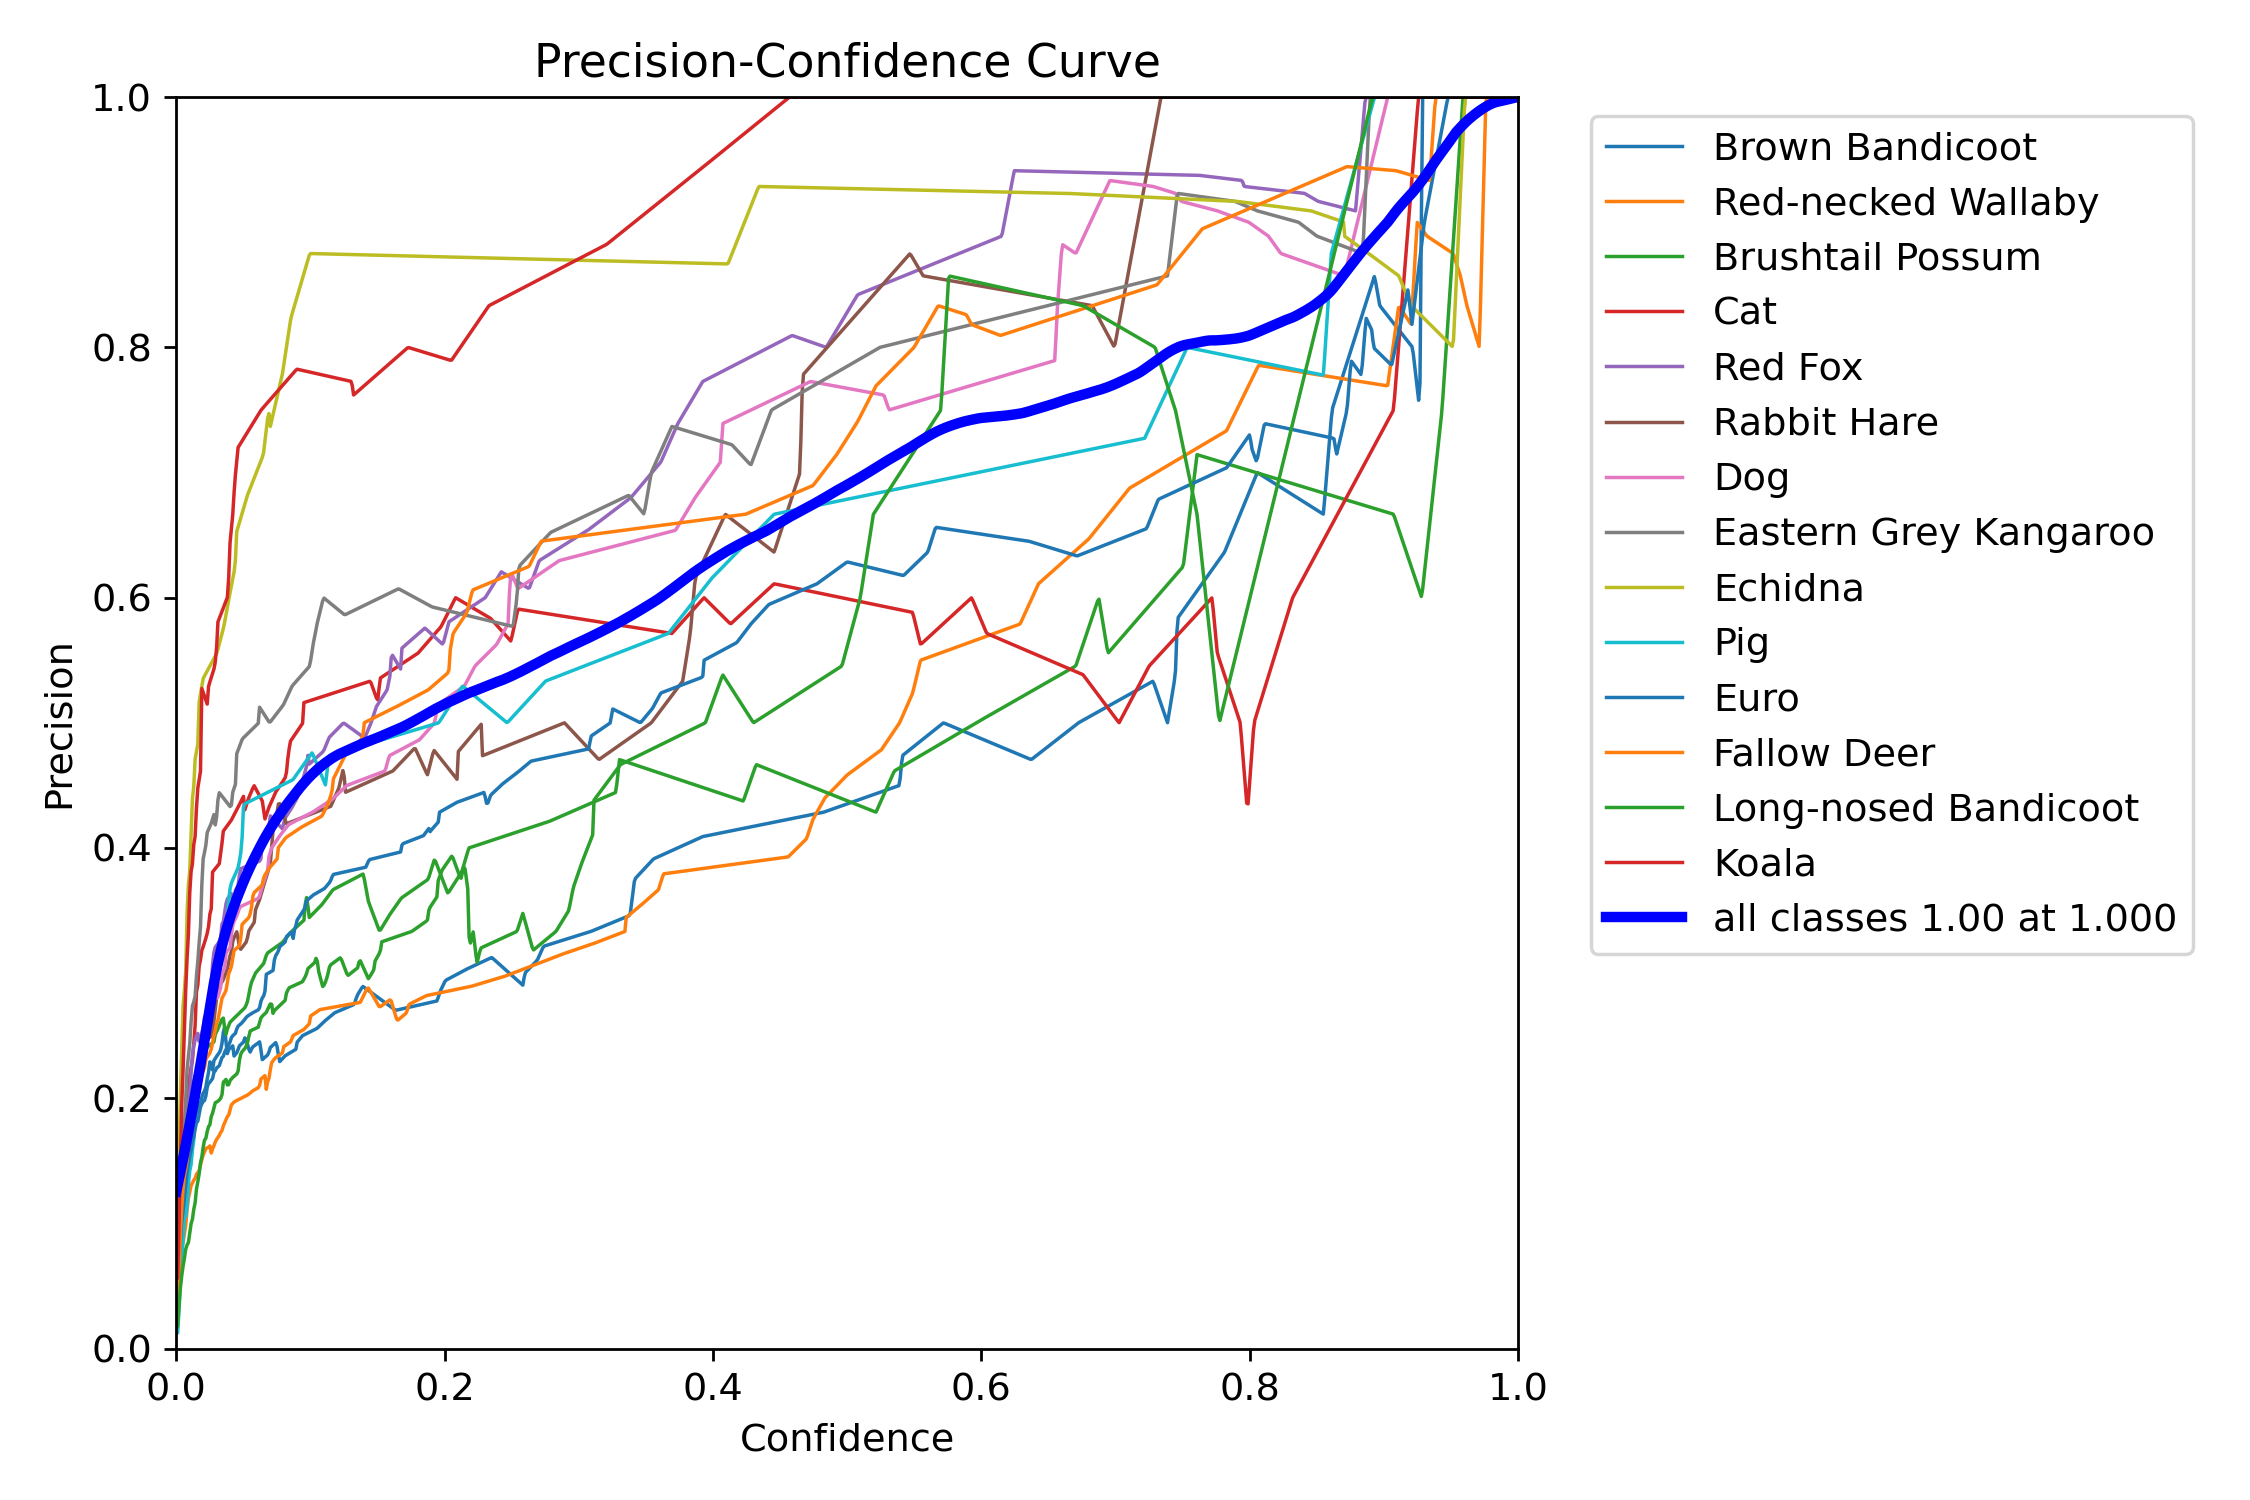 Precision-Confidence Curve
1.0
0.8
0.6
0.4
0.2
0.0
Precision
0.0 0.2 0.4 0.6 0.8 1.0
Confidence
Brown Bandicoot
Red-necked Wallaby
Brushtail Possum
Cat
Red Fox
Rabbit Hare
Dog
Eastern Grey Kangaroo
Echidna
Pig
Euro
Fallow Deer
Long-nosed Bandicoot
Koala
all classes 1.00 at 1.000